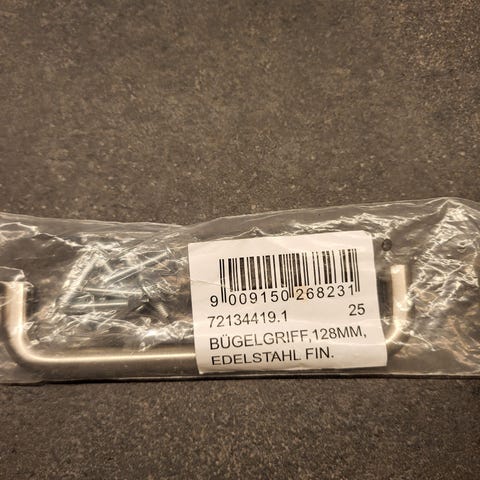 9 009150 268231
72134419.1 25
BÜGELGRIFF,128MM,
EDELSTAHL FIN.